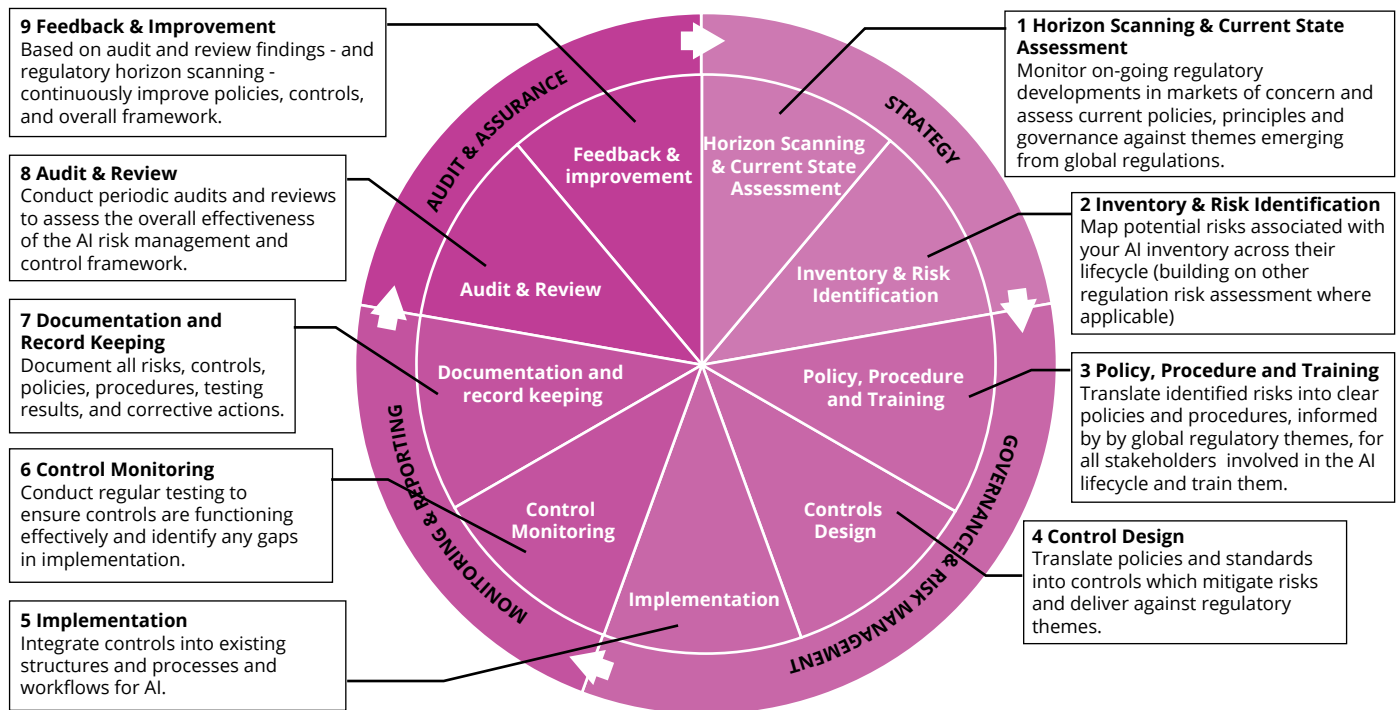 9 Feedback & Improvement
Based on audit and review findings - and
regulatory horizon scanning -
continuously improve policies, controls,
and overall framework.
8 Audit & Review
Conduct periodic audits and reviews
to assess the overall effectiveness
of the AI risk management and
control framework.
7 Documentation and
Record Keeping
Document all risks, controls,
policies, procedures, testing
results, and corrective actions.
6 Control Monitoring
Conduct regular testing to
ensure controls are functioning
effectively and identify any gaps
in implementation.
5 Implementation
Integrate controls into existing
structures and processes and
workflows for AI.
AUDIT & ASSURANCE
STRATEGY
GOVERNANCE& RISK MANAGEMENT
MONITORING & REPORTING
Feedback &
improvement
Horizon Scanning
& Current State
Assessment
Audit & Review
Inventory & Risk
Identification
Documentation and
record keeping
Policy, Procedure
and Training
Control
Monitoring
Controls
Design
Implementation
1 Horizon Scanning & Current State
Assessment
Monitor on-going regulatory
developments in markets of concern and
assess current policies, principles and
governance against themes emerging
from global regulations.
2 Inventory & Risk Identification
Map potential risks associated with
your AI inventory across their
lifecycle (building on other
regulation risk assessment where
applicable)
3 Policy, Procedure and Training
Translate identified risks into clear
policies and procedures, informed
by by global regulatory themes, for
all stakeholders involved in the AI
lifecycle and train them.
4 Control Design
Translate policies and standards
into controls which mitigate risks
and deliver against regulatory
themes.